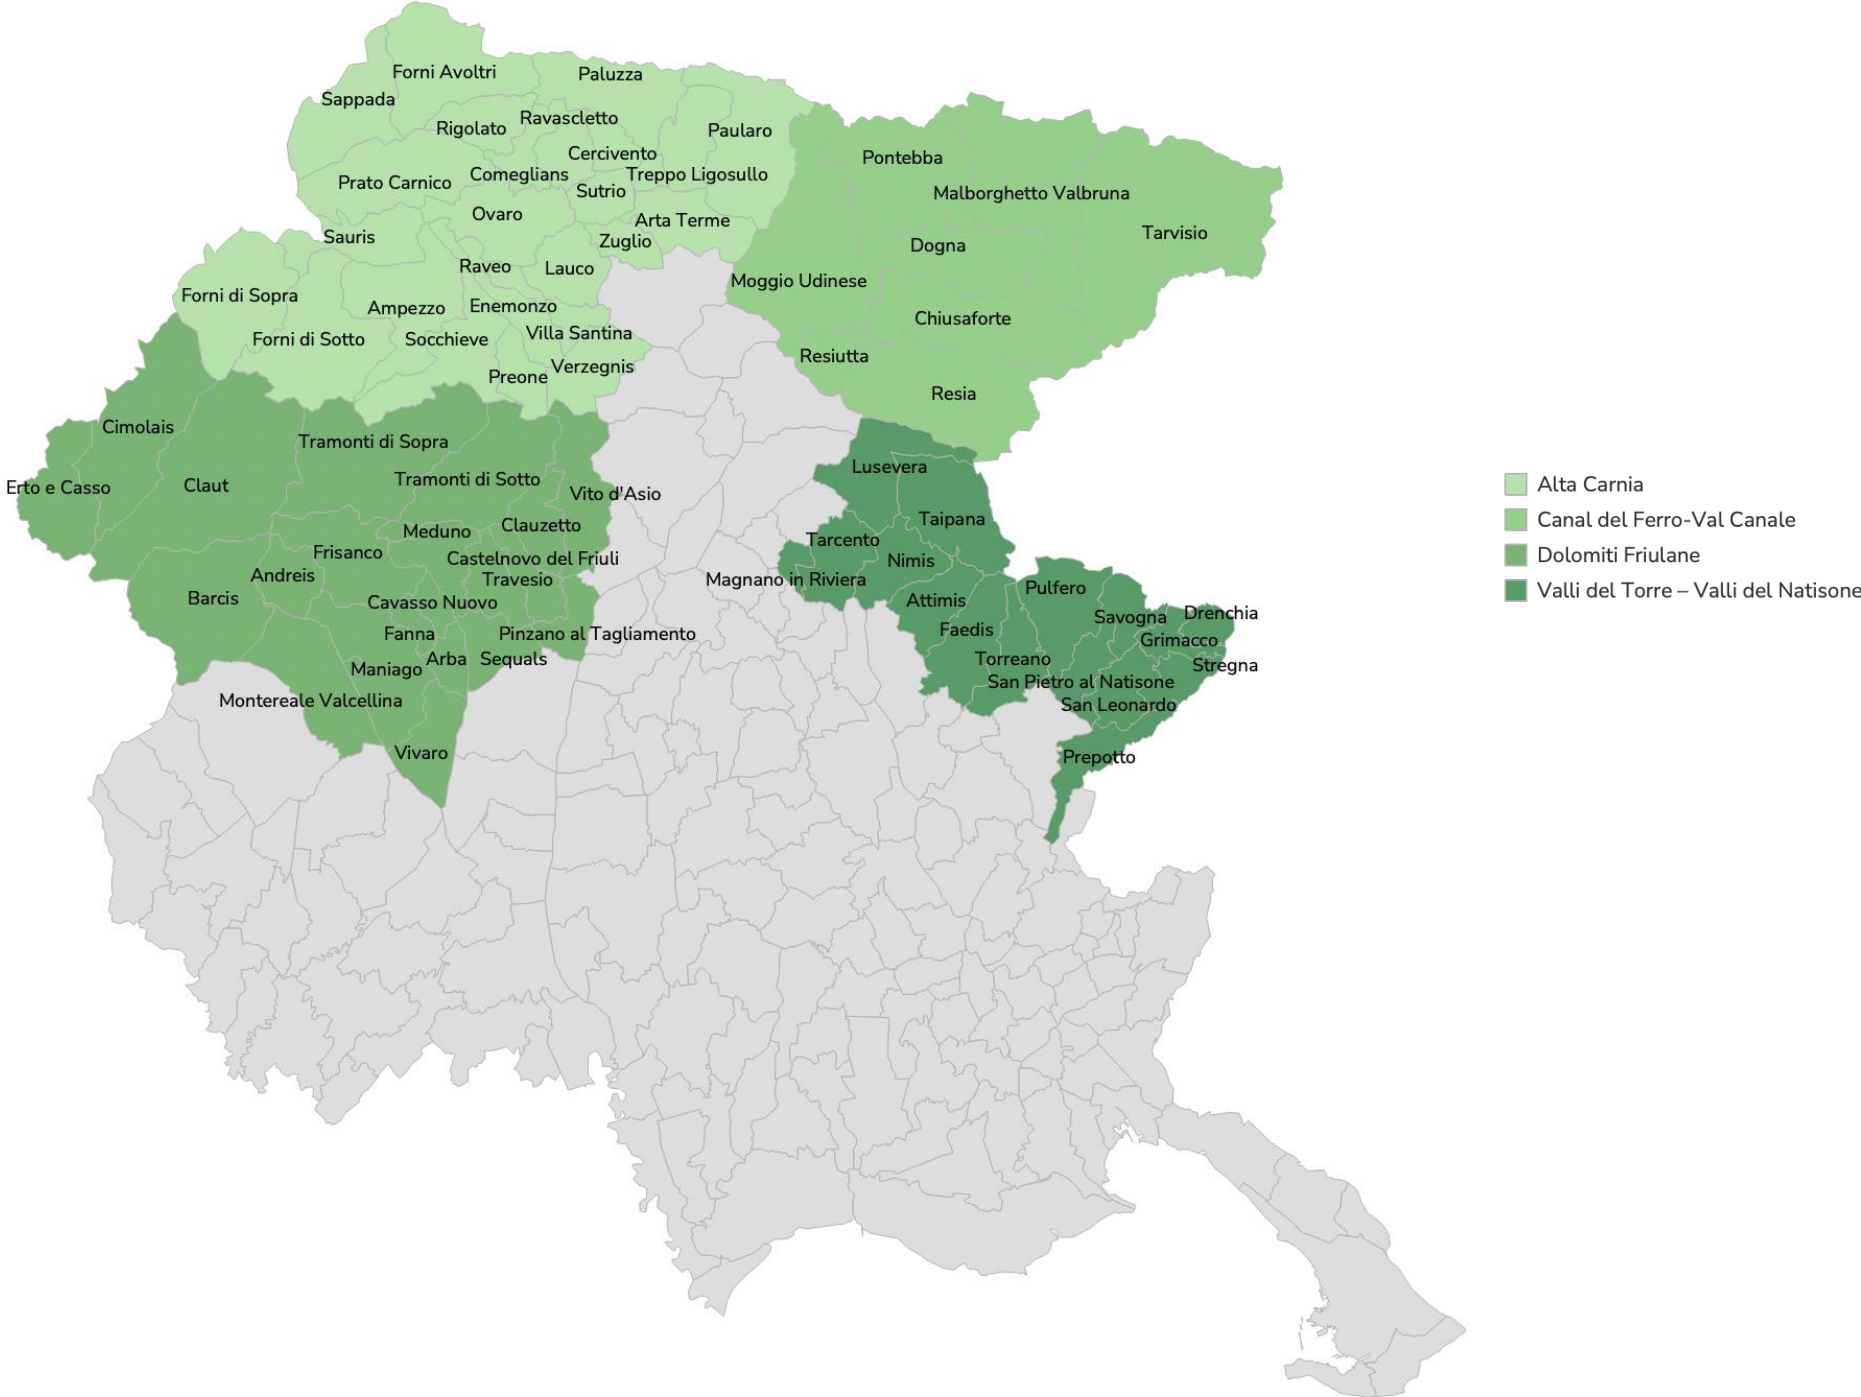 Forni Avoltri
Paluzza
Sappada
Ravascletto
Rigolato
Paularo
Cercivento
Pontebba
Comeglians
Treppo Ligosullo
Prato Carnico
Sutrio
Malborghetto Valbruna
Ovaro
Arta Terme
Tarvisio
Sauris
Zuglio
Dogna
Raveo
Lauco
Moggio Udinese
Forni di Sopra
Ampezzo
Enemonzo
Chiusaforte
Forni di Sotto
Socchieve
Villa Santina
Resiutta
Verzegnis
Preone
Resia
Cimolais
Tramonti di Sopra
Lusevera
Tramonti di Sotto
Erto e Casso
Claut
Vito d'Asio
Alta Carnia
Taipana
Canal del Ferro-Val Canale
Clauzetto
Meduno
Tarcento
Frisanco
Castelnovo del Friuli
Nimis
Dolomiti Friulane
Andreis
Travesio
Magnano in Riviera
Pulfero
Valli del Torre – Valli del Natisone
Barcis
Cavasso Nuovo
Attimis
Drenchia
Savogna
Fanna
Pinzano al Tagliamento
Faedis
Grimacco
Arba
Sequals
Torreano
Stregna
Maniago
San Pietro al Natisone
Montereale Valcellina
San Leonardo
Vivaro
Prepotto